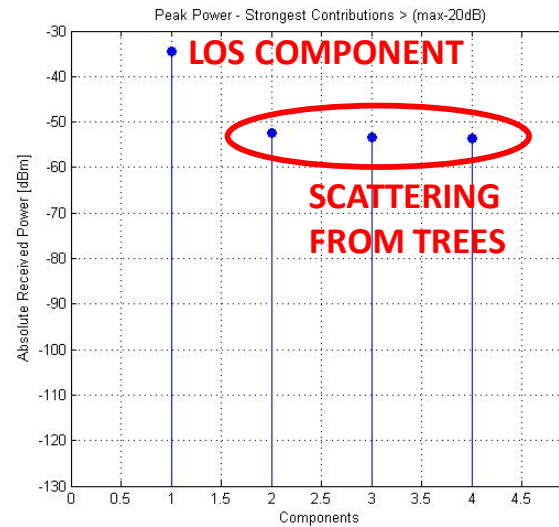 Peak Power - Strongest Contributions > (max-20dB)
-30
LOS COMPONENT
-40
-50
-60
SCATTERING
-70
FROM TREES
-80
-90
-100
-110
-120
-130
Absolute Received Power [dBm]
0 0.5 1 1.5 2 2.5 3 3.5 4 4.5
Components